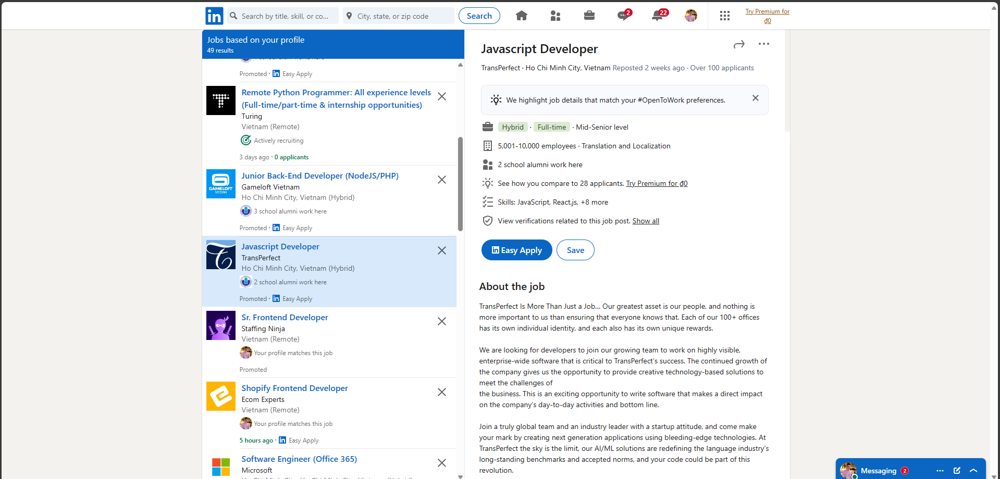 in
Search by title, skill, or co...
City, state, or zip code
Search
2
22
Try Premium for
₫0
Jobs based on your profile
49 results
Promoted · in Easy Apply
Remote Python Programmer: All experience levels
(Full-time/part-time & internship opportunities)
Turing
Vietnam (Remote)
Actively recruiting
3 days ago · 0 applicants
GAMELOFT
VIETNAM
Junior Back-End Developer (NodeJS/PHP)
Gameloft Vietnam
Ho Chi Minh City, Vietnam (Hybrid)
3 school alumni work here
Promoted · in Easy Apply
Javascript Developer
TransPerfect
Ho Chi Minh City, Vietnam (Hybrid)
2 school alumni work here
Promoted · in Easy Apply
Sr. Frontend Developer
Staffing Ninja
Vietnam (Remote)
Your profile matches this job
Promoted
Shopify Frontend Developer
Ecom Experts
Vietnam (Remote)
Your profile matches this job
5 hours ago · in Easy Apply
Software Engineer (Office 365)
Microsoft
Javascript Developer
TransPerfect · Ho Chi Minh City, Vietnam Reposted 2 weeks ago · Over 100 applicants
We highlight job details that match your #OpenToWork preferences.
Hybrid · Full-time · Mid-Senior level
5,001-10,000 employees · Translation and Localization
2 school alumni work here
See how you compare to 28 applicants. Try Premium for ₫0
Skills: JavaScript, React.js, +8 more
View verifications related to this job post. Show all
in Easy Apply
Save
About the job
TransPerfect Is More Than Just a Job... Our greatest asset is our people, and nothing is
more important to us than ensuring that everyone knows that. Each of our 100+ offices
has its own individual identity, and each also has its own unique rewards.
We are looking for developers to join our growing team to work on highly visible,
enterprise-wide software that is critical to TransPerfect's success. The continued growth of
the company gives us the opportunity to provide creative technology-based solutions to
meet the challenges of
the business. This is an exciting opportunity to write software that makes a direct impact
on the company's day-to-day activities and bottom line.
Join a truly global team and an industry leader with a startup attitude, and come make
your mark by creating next generation applications using bleeding-edge technologies. At
TransPerfect the sky is the limit, our AI/ML solutions are redefining the language industry's
long-standing benchmarks and accepted norms, and your code could be part of this
revolution.
Messaging 2